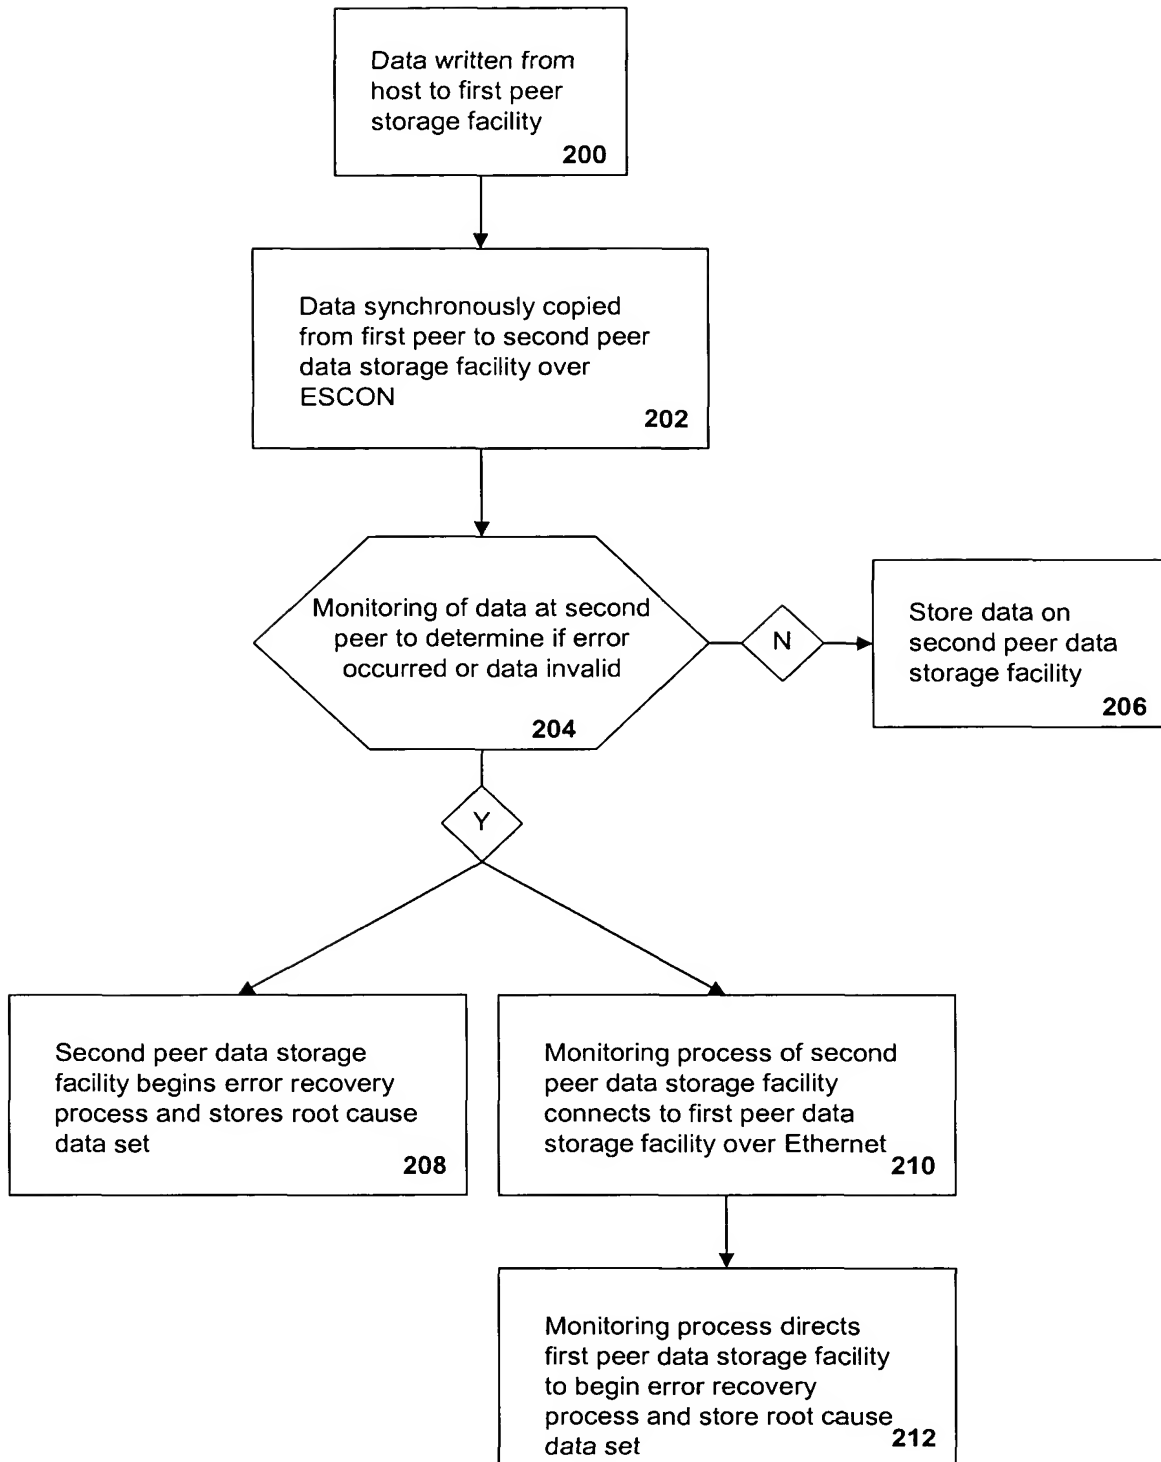 Data written from
host to first peer
storage facility
200
Data synchronously copied
from first peer to second peer
data storage facility over
ESCON
202
Monitoring of data at second
peer to determine if error
occurred or data invalid
204
N
Store data on
second peer data
storage facility
206
Y
Second peer data storage
facility begins error recovery
process and stores root cause
data set
208
Monitoring process of second
peer data storage facility
connects to first peer data
storage facility over Ethernet
210
Monitoring process directs
first peer data storage facility
to begin error recovery
process and store root cause
data set
212